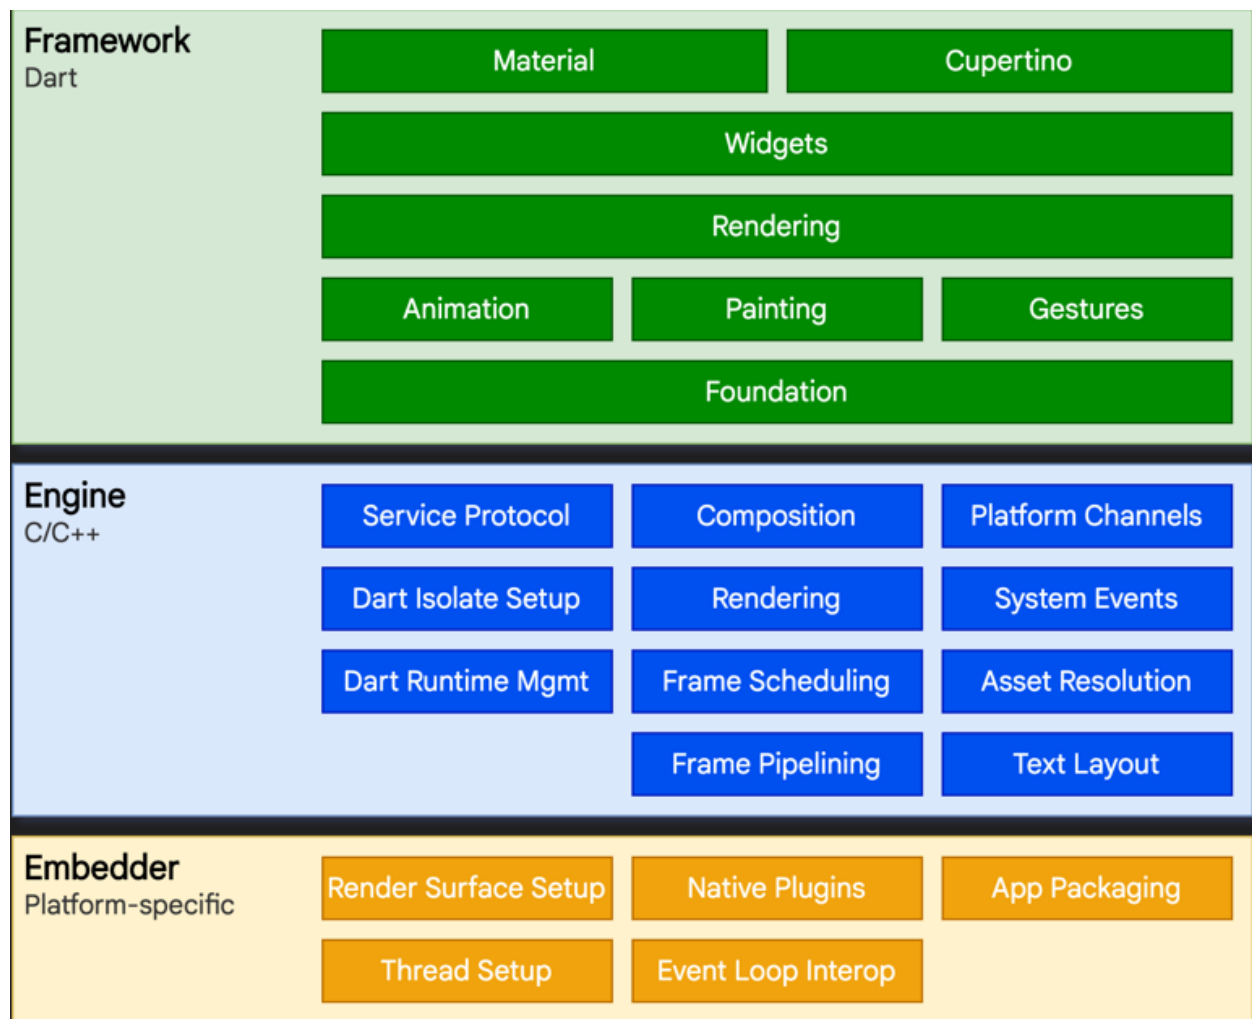 Framework
Dart
Material
Cupertino
Widgets
Rendering
Animation
Painting
Gestures
Foundation
Engine
C/C++
Service Protocol
Composition
Platform Channels
Dart Isolate Setup
Rendering
System Events
Dart Runtime Mgmt
Frame Scheduling
Asset Resolution
Frame Pipelining
Text Layout
Embedder
Platform-specific
Render Surface Setup
Native Plugins
App Packaging
Thread Setup
Event Loop Interop